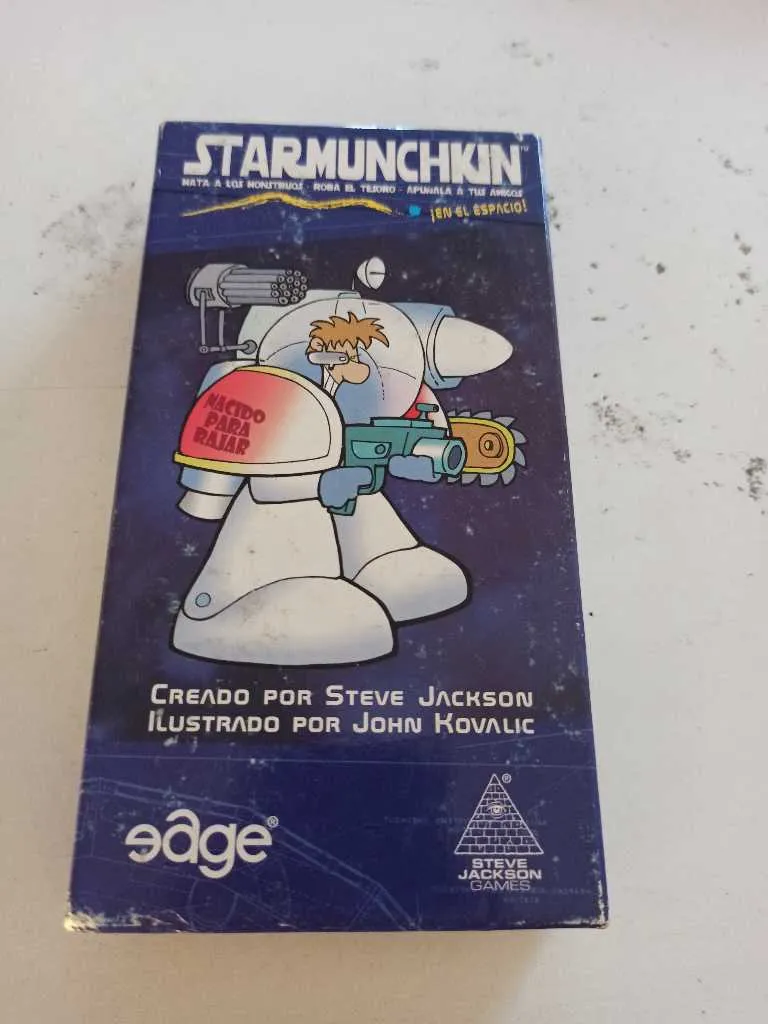 STARMUNCHKIN™
MATA A LOS MONSTRUOS · ROBA EL TESORO · APUÑALA A TUS AMIGOS
¡EN EL ESPACIO!
NACIDO
PARA
RAJAR
CREADO POR STEVE JACKSON
ILUSTRADO POR JOHN KOVALIC
edge®
®
STEVE
JACKSON
GAMES